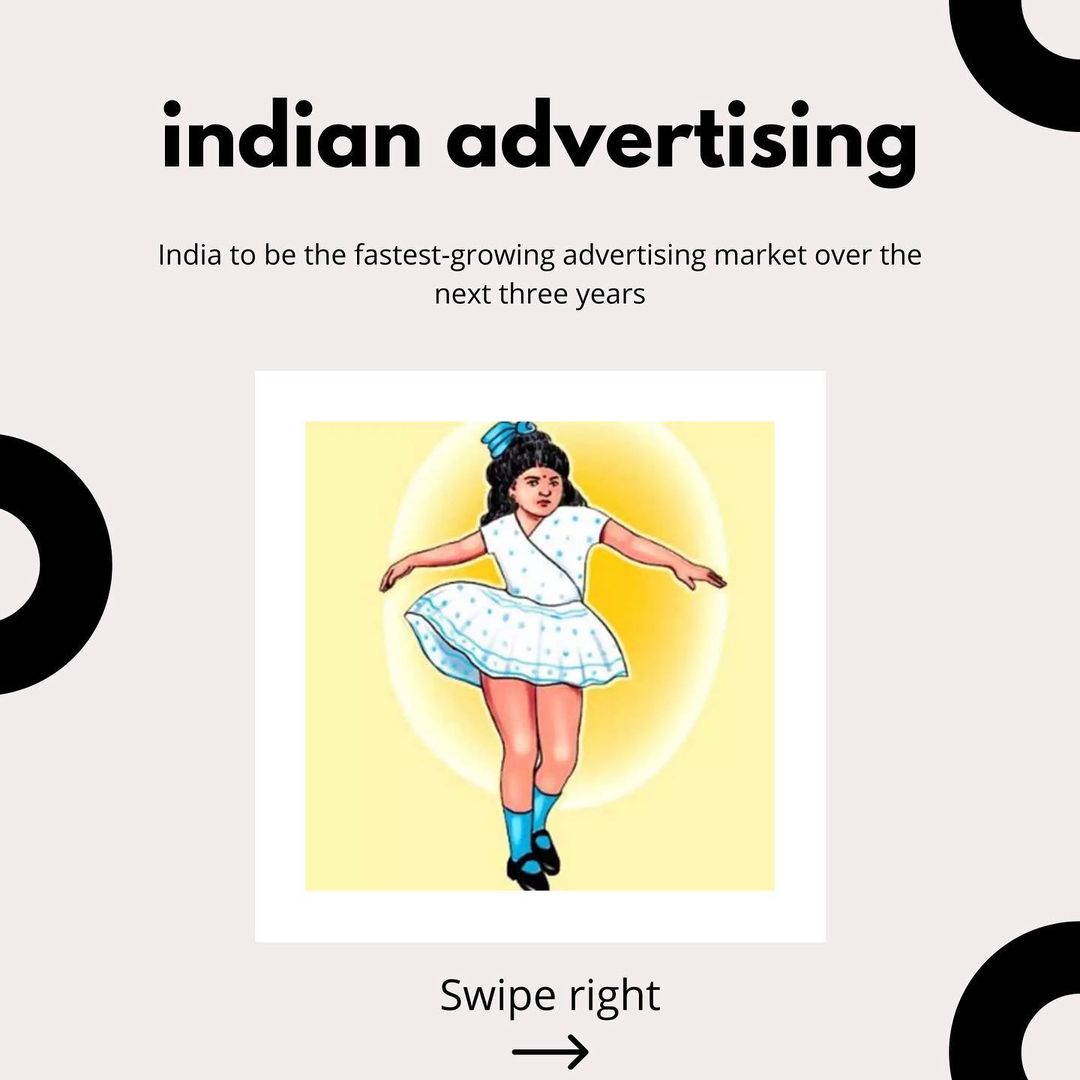 indian advertising
India to be the fastest-growing advertising market over the
next three years
Swipe right